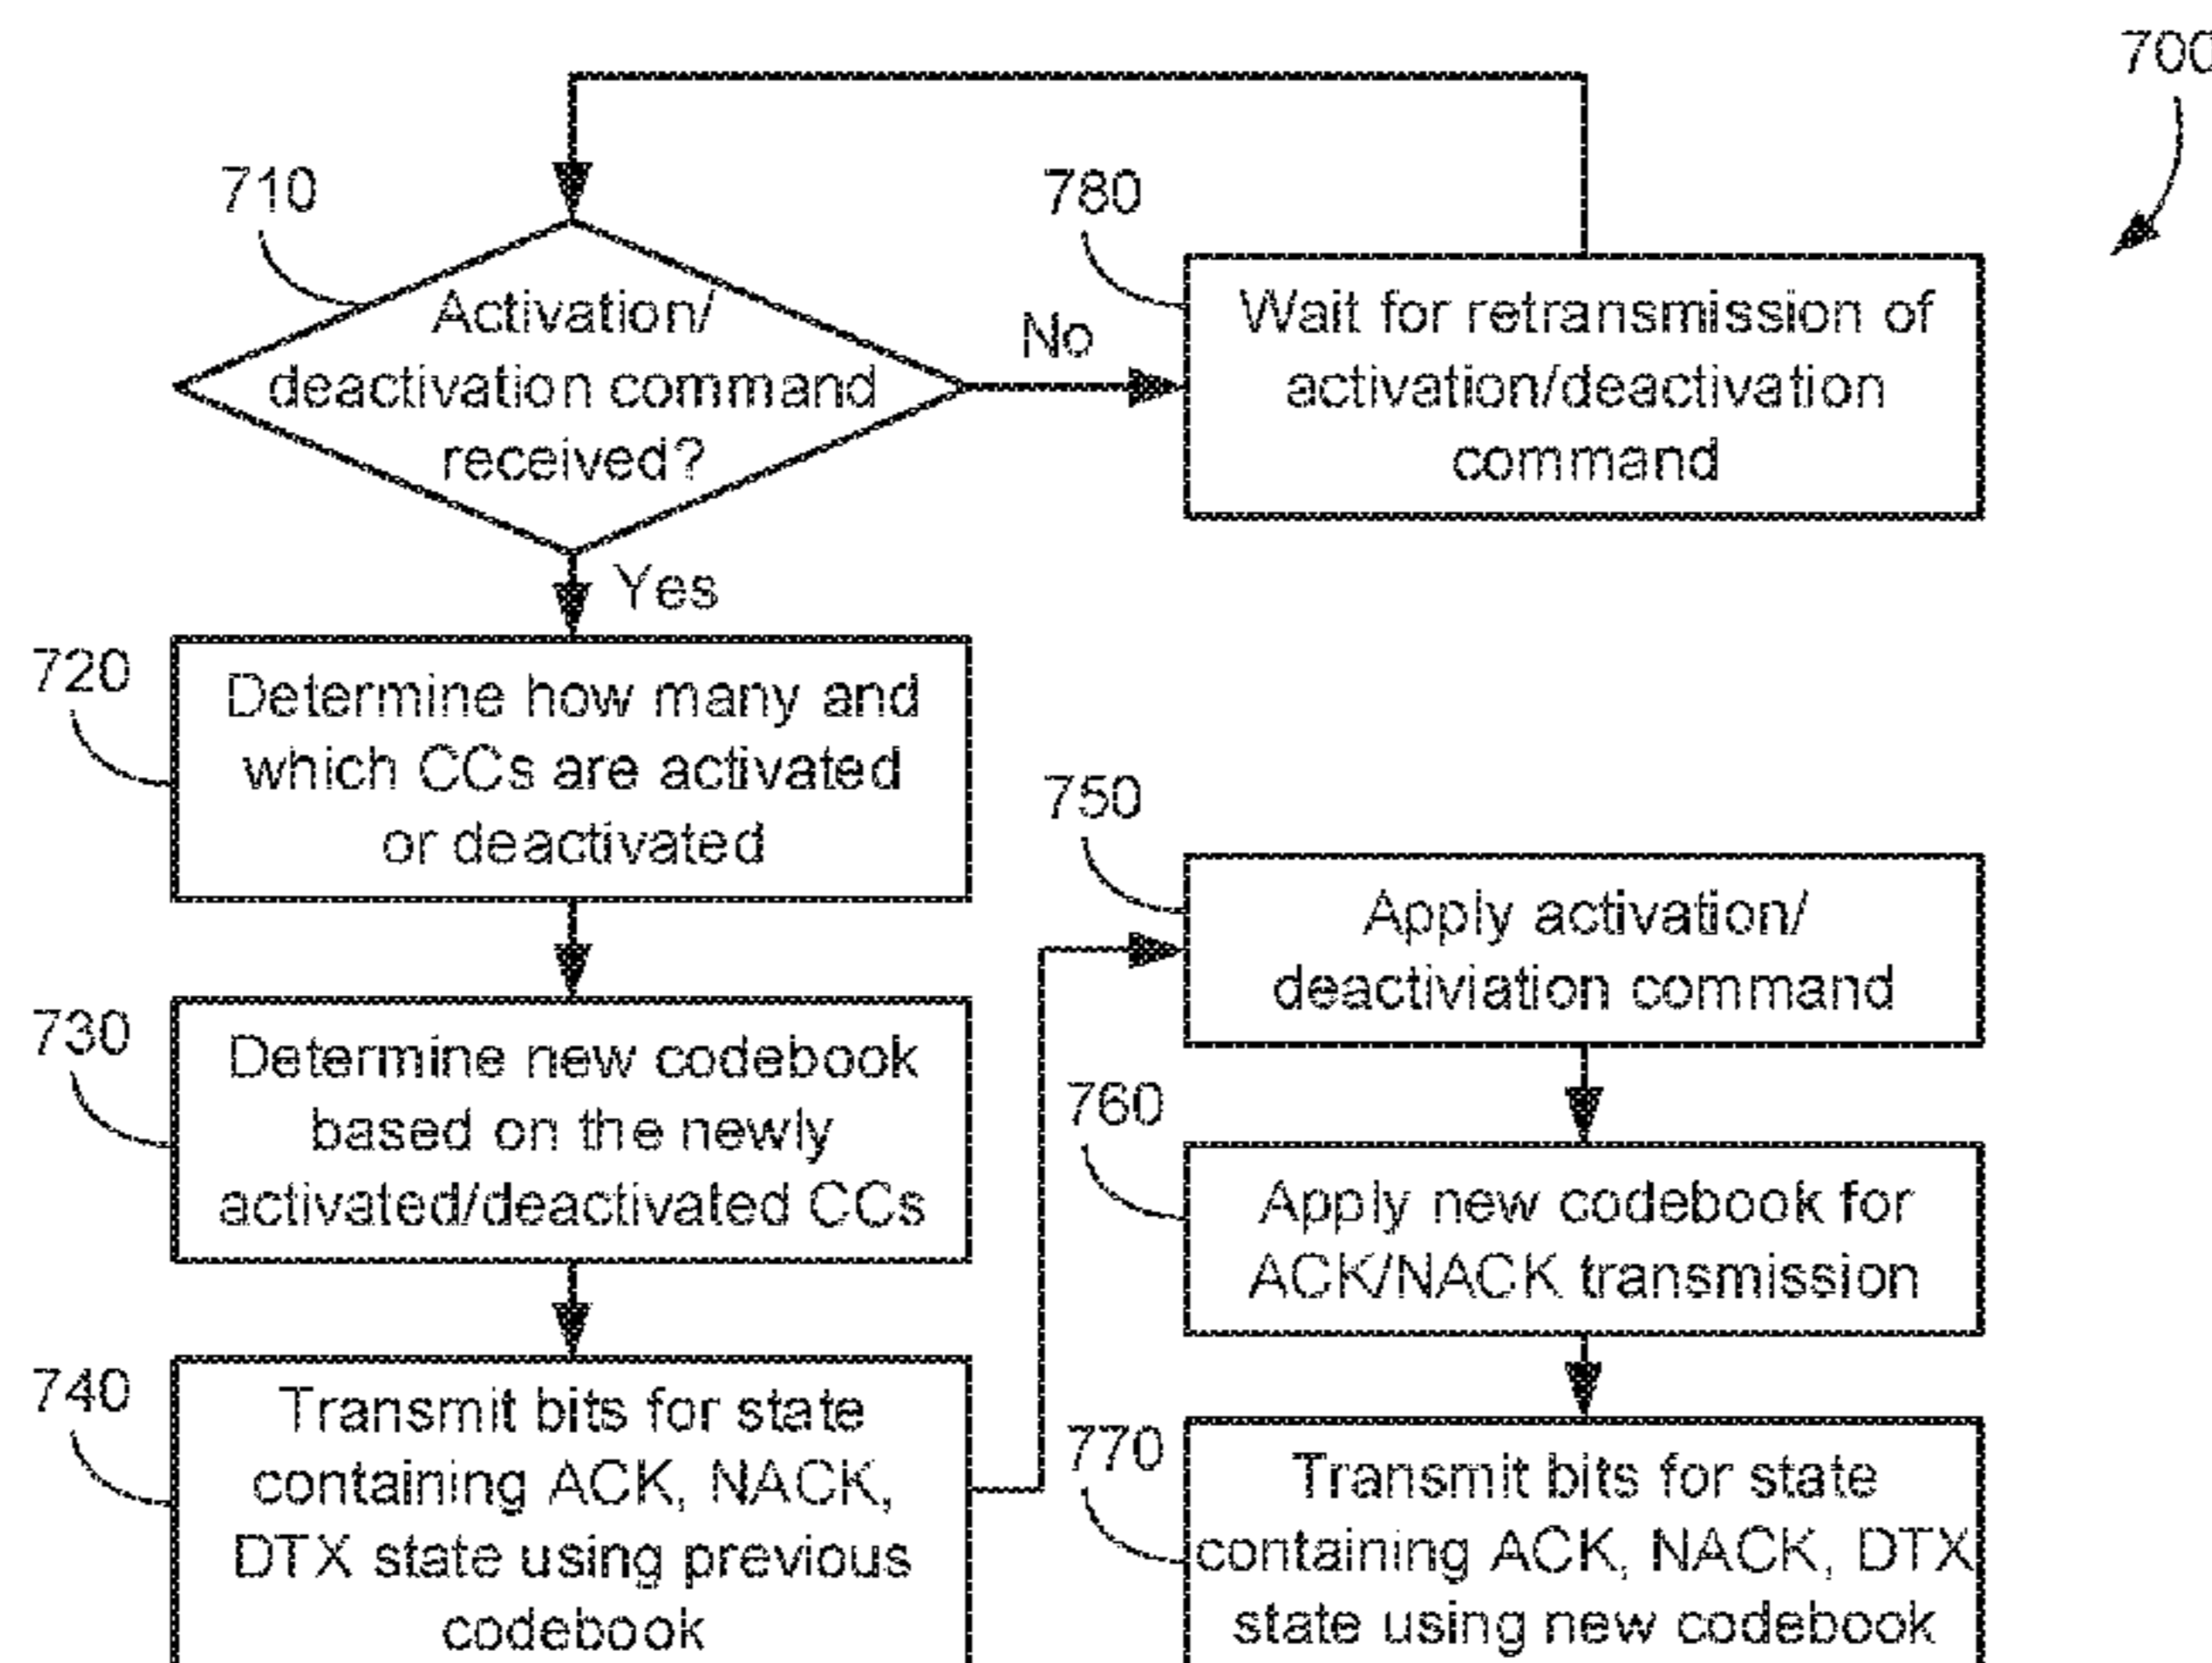 700
710
Activation/
deactivation command
received?
No
780
Wait for retransmission of
activation/deactivation
command
Yes
720
Determine how many and
which CCs are activated
or deactivated
730
Determine new codebook
based on the newly
activated/deactivated CCs
740
Transmit bits for state
containing ACK, NACK,
DTX state using previous
codebook
750
Apply activation/
deactiviation command
760
Apply new codebook for
ACK/NACK transmission
770
Transmit bits for state
containing ACK, NACK, DTX
state using new codebook